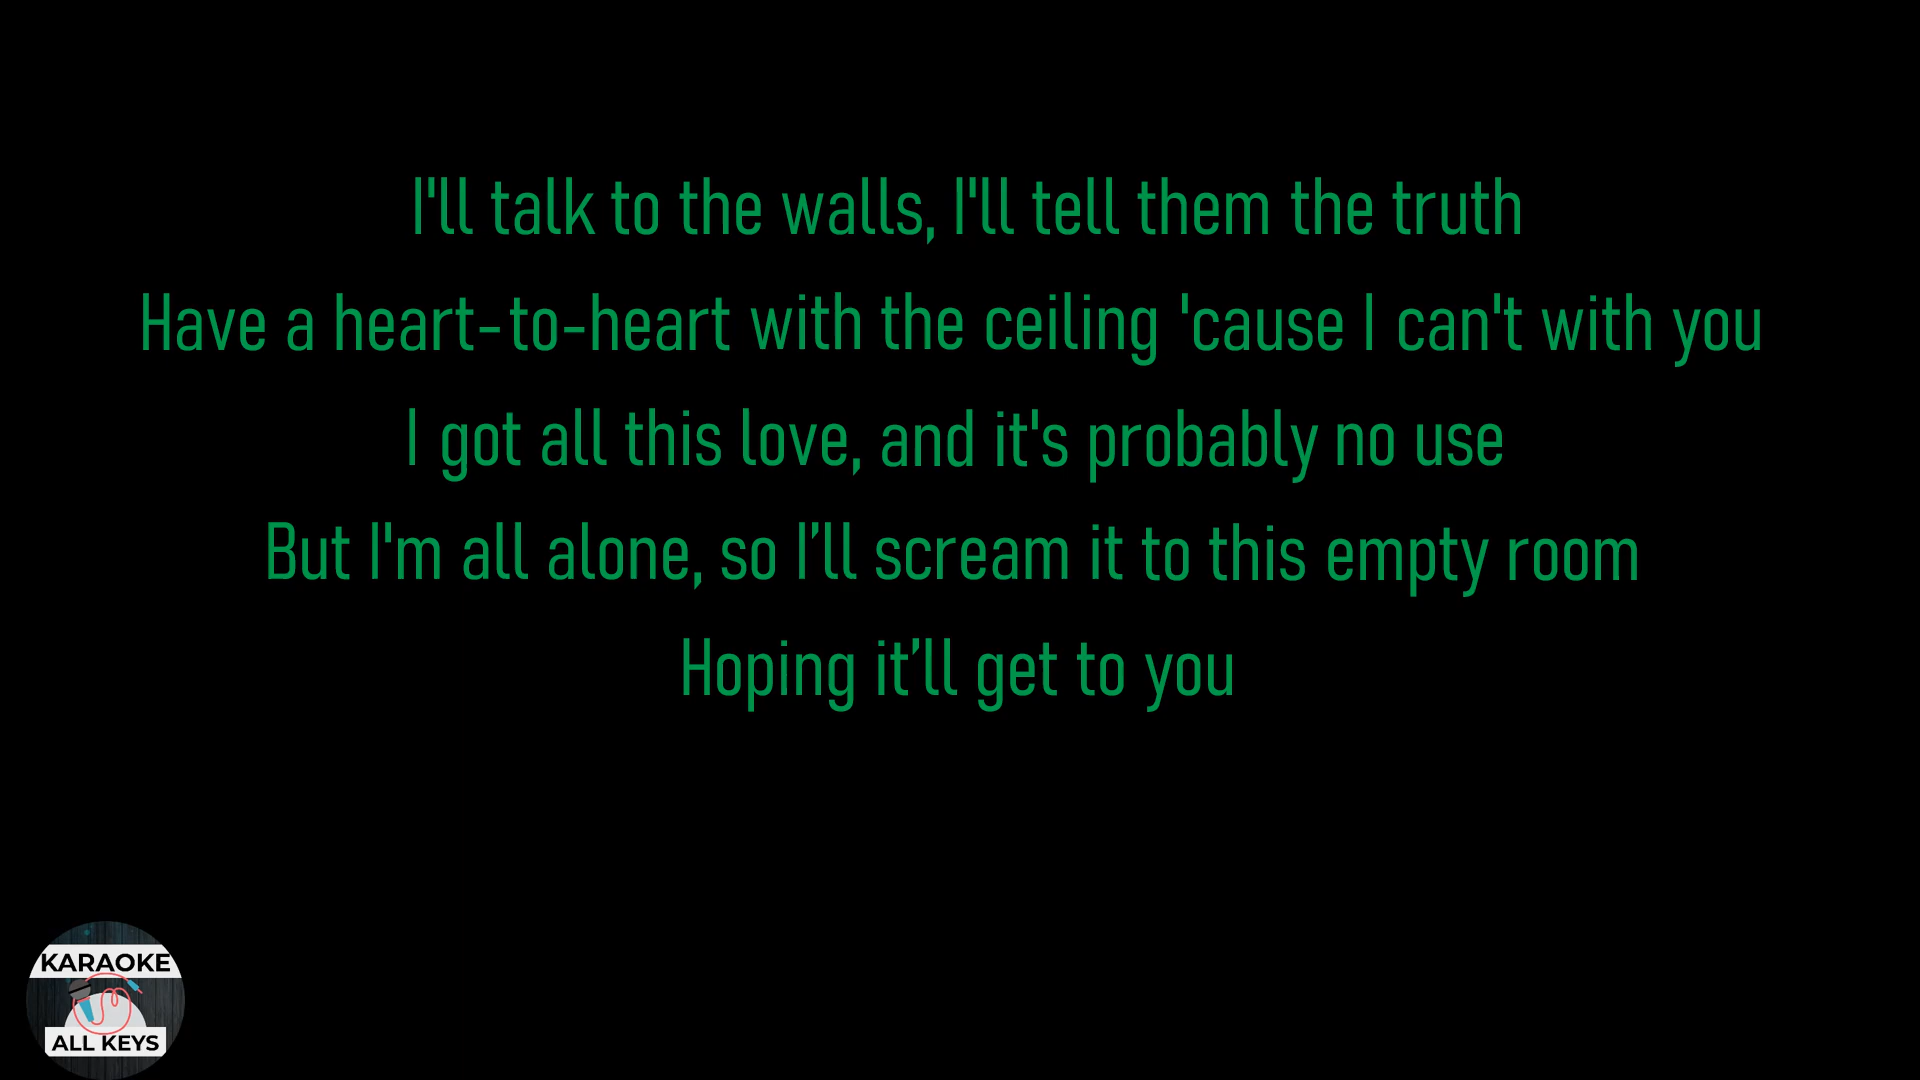 I'll talk to the walls, I'll tell them the truth
Have a heart-to-heart with the ceiling 'cause I can't with you
I got all this love, and it's probably no use
But I'm all alone, so I’ll scream it to this empty room
Hoping it’ll get to you
KARAOKE
ALL KEYS